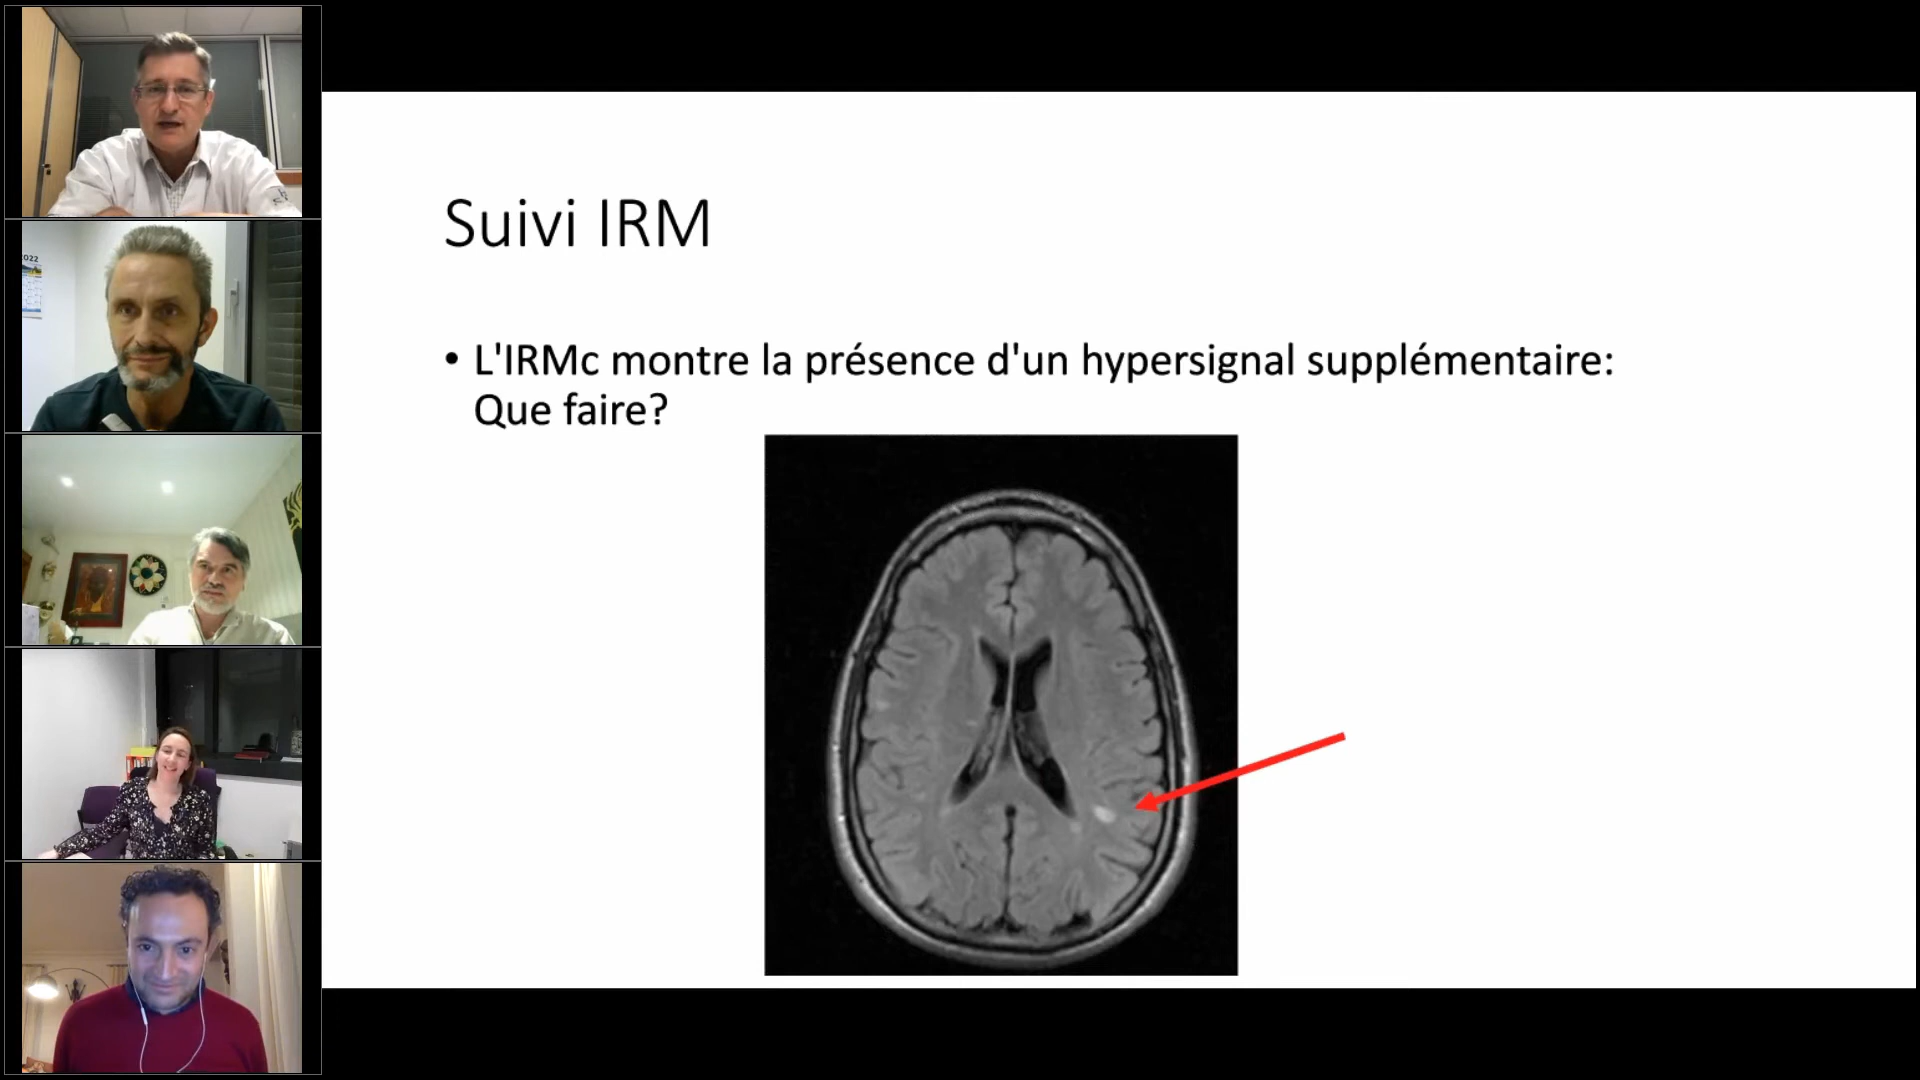 Suivi IRM
• L'IRMc montre la présence d'un hypersignal supplémentaire:
Que faire?